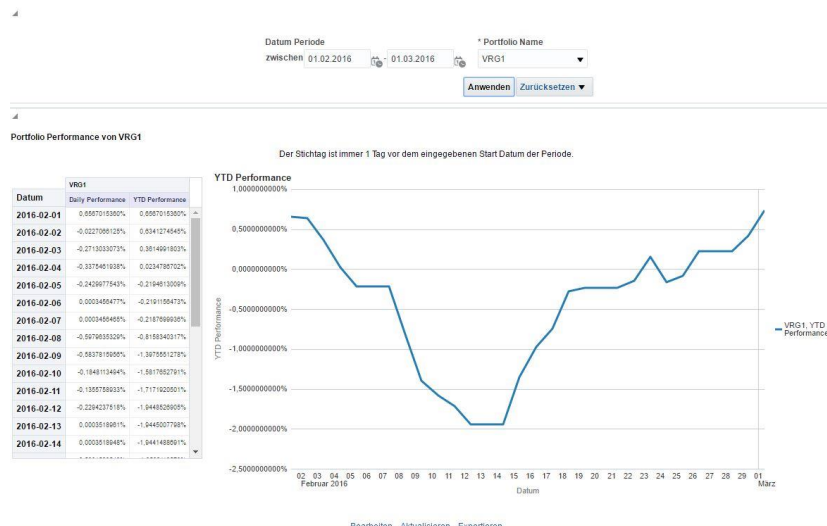 Datum Periode
* Portfolio Name
zwischen 01.02.2016 - 01.03.2016
VRG1
Anwenden Zurücksetzen
Portfolio Performance von VRG1
Der Stichtag ist immer 1 Tag vor dem eingegebenen Start Datum der Periode.
VRG1
Datum Daily Performance YTD Performance
2016-02-01 0,6567015360% 0,6567015360%
2016-02-02 -0,0227066125% 0,6341274545%
2016-02-03 -0,2713033073% 0,3614991803%
2016-02-04 -0,3375461938% 0,0234786702%
2016-02-05 -0,2429977543% -0,2194613009%
2016-02-06 0,0003456477% -0,2191156473%
2016-02-07 0,0003456465% -0,2187699936%
2016-02-08 -0,5979635329% -0,8158340317%
2016-02-09 -0,5837815956% -1,3975551278%
2016-02-10 -0,1848113494% -1,5817652791%
2016-02-11 -0,1355758933% -1,7171920501%
2016-02-12 -0,2294237518% -1,9448526905%
2016-02-13 0,0003518961% -1,9445007798%
2016-02-14 0,0003518948% -1,9441488691%
YTD Performance
1,0000000000%
0,5000000000%
0,0000000000%
-0,5000000000%
-1,0000000000%
-1,5000000000%
-2,0000000000%
-2,5000000000%
YTD Performance
02 03 04 05 06 07 08 09 10 11 12 13 14 15 16 17 18 19 20 21 22 23 24 25 26 27 28 29 01
Februar 2016
März
Datum
VRG1, YTD
Performance
Bearbeiten - Aktualisieren - Exportieren